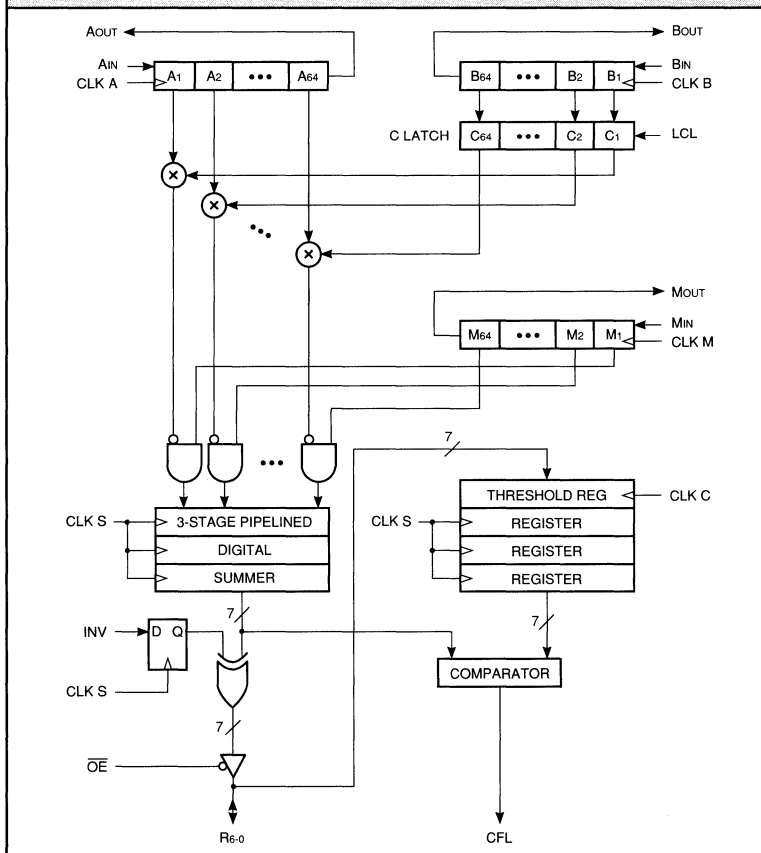 AOUT
BOUT
AIN
CLK A
A1 A2 ••• A64
B64 ••• B2 B1
BIN
CLK B
C LATCH
C64 ••• C2 C1
LCL
×
×
×
MOUT
M64 ••• M2 M1
MIN
CLK M
7
CLK S
3-STAGE PIPELINED
DIGITAL
SUMMER
THRESHOLD REG
CLK C
CLK S
REGISTER
REGISTER
REGISTER
7
7
INV
D Q
CLK S
COMPARATOR
7
OE
R6-0
CFL